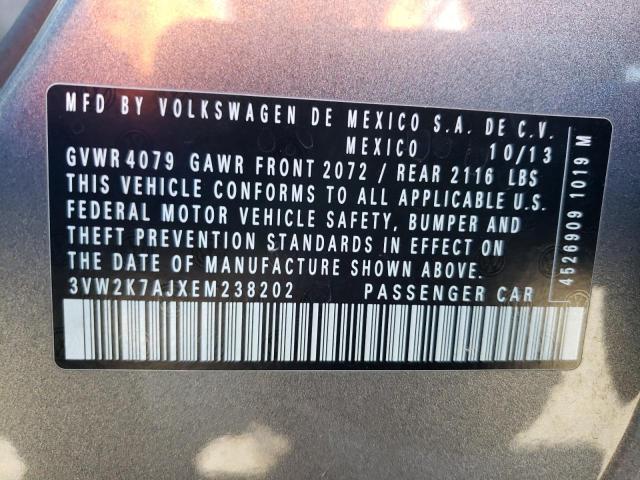 MFD BY VOLKSWAGEN DE MEXICO S.A. DE C.V.
MEXICO 10/13
GVWR 4079 GAWR FRONT 2072 / REAR 2116 LBS
THIS VEHICLE CONFORMS TO ALL APPLICABLE U.S.
FEDERAL MOTOR VEHICLE SAFETY, BUMPER AND
THEFT PREVENTION STANDARDS IN EFFECT ON
THE DATE OF MANUFACTURE SHOWN ABOVE.
3VW2K7AJXEM238202 PASSENGER CAR
4526909 1019 M